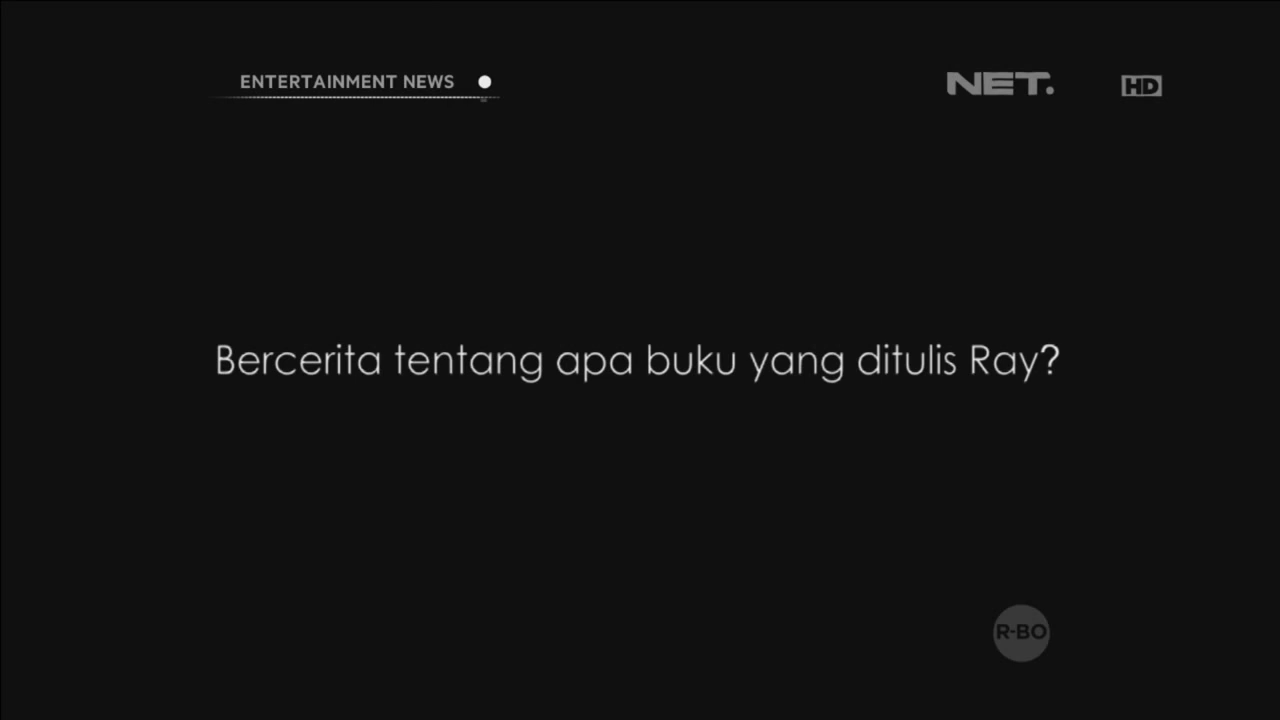 ENTERTAINMENT NEWS
NET.
HD
Bercerita tentang apa buku yang ditulis Ray?
R-BO